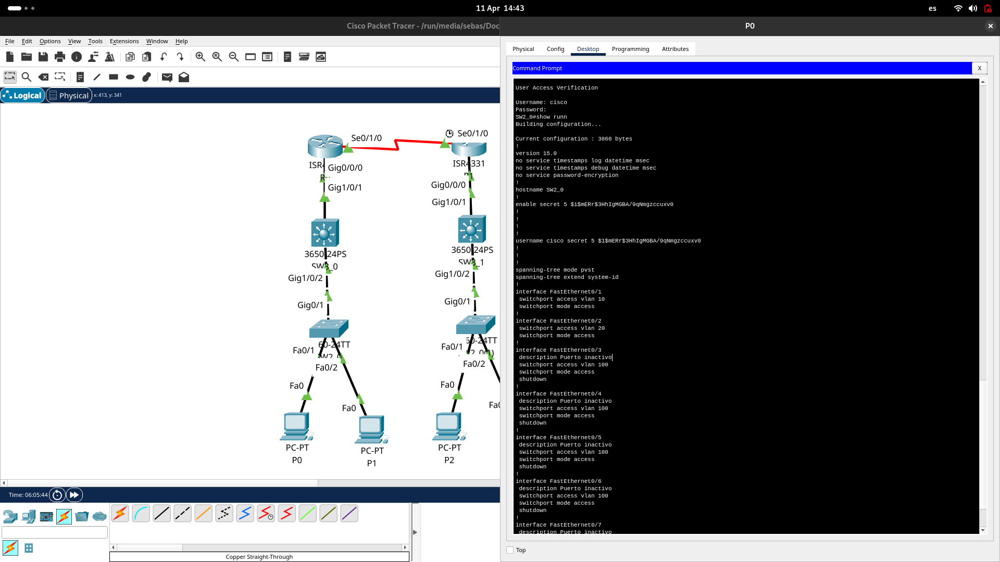 11 Apr 14:43
es
Cisco Packet Tracer - /run/media/sebas/Doc
P0
File Edit Options View Tools Extensions Window Help
Physical Config Desktop Programming Attributes
Command Prompt
X
Logical
Physical
x: 413, y: 341
Se0/1/0
Se0/1/0
Gig0/0/0
Gig1/0/1
ISR4331
Gig0/0/0
Gig1/0/1
3650-24PS
SW3_0
3650-24PS
SW3_1
Gig1/0/2
Gig1/0/2
Gig0/1
Gig0/1
60-24TT
60-24TT
Fa0/1
Fa0/1
Fa0/2
Fa0/2
Fa0
Fa0
Fa0
PC-PT
P0
PC-PT
P1
PC-PT
P2
Time: 06:05:44
Copper Straight-Through
User Access Verification
Username: cisco
Password:
SW2_0#show runn
Building configuration...
Current configuration : 3860 bytes
!
version 15.0
no service timestamps log datetime msec
no service timestamps debug datetime msec
no service password-encryption
!
hostname SW2_0
!
enable secret 5 $1$mERr$3HhIgMGBA/9qNmgzccuxv0
!
!
!
!
username cisco secret 5 $1$mERr$3HhIgMGBA/9qNmgzccuxv0
!
!
!
spanning-tree mode pvst
spanning-tree extend system-id
!
interface FastEthernet0/1
switchport access vlan 10
switchport mode access
!
interface FastEthernet0/2
switchport access vlan 20
switchport mode access
!
interface FastEthernet0/3
description Puerto inactivo
switchport access vlan 100
switchport mode access
shutdown
!
interface FastEthernet0/4
description Puerto inactivo
switchport access vlan 100
switchport mode access
shutdown
!
interface FastEthernet0/5
description Puerto inactivo
switchport access vlan 100
switchport mode access
shutdown
!
interface FastEthernet0/6
description Puerto inactivo
switchport access vlan 100
switchport mode access
shutdown
!
interface FastEthernet0/7
description Puerto inactivo
Top